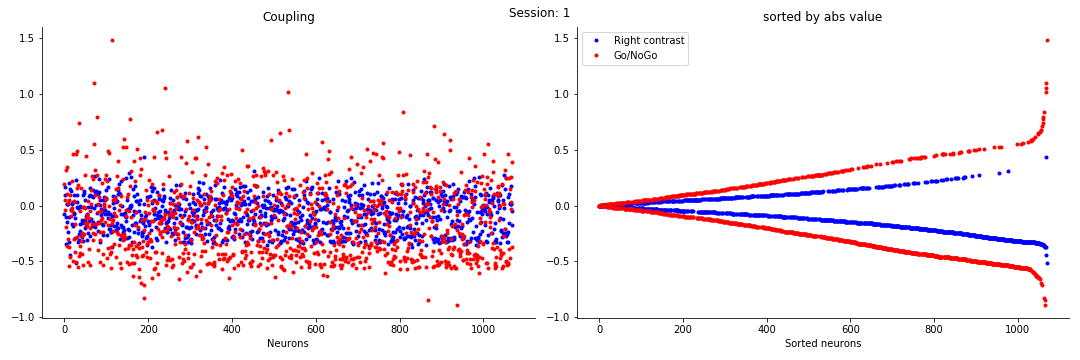 Session: 1
Coupling
1.5
1.0
0.5
0.0
−0.5
−1.0
0 200 400 600 800 1000
Neurons
sorted by abs value
Right contrast
Go/NoGo
1.5
1.0
0.5
0.0
−0.5
−1.0
0 200 400 600 800 1000
Sorted neurons